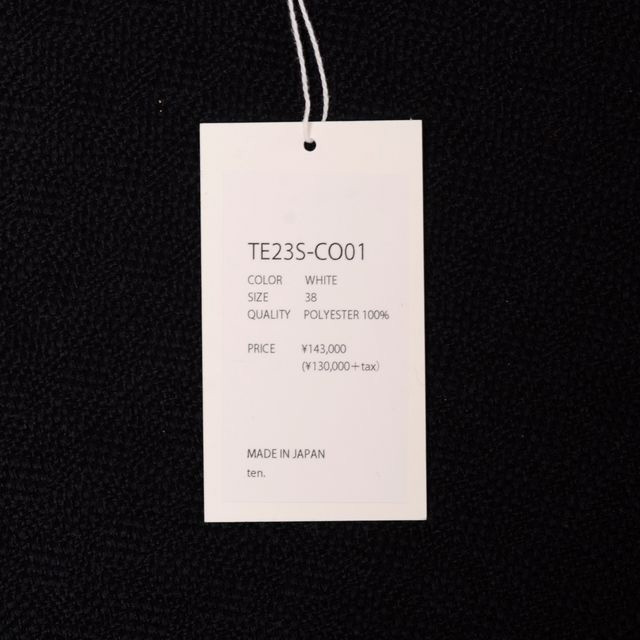 TE23S-CO01
COLOR WHITE
SIZE 38
QUALITY POLYESTER 100%
PRICE ¥143,000
(¥130,000+tax)
MADE IN JAPAN
ten.